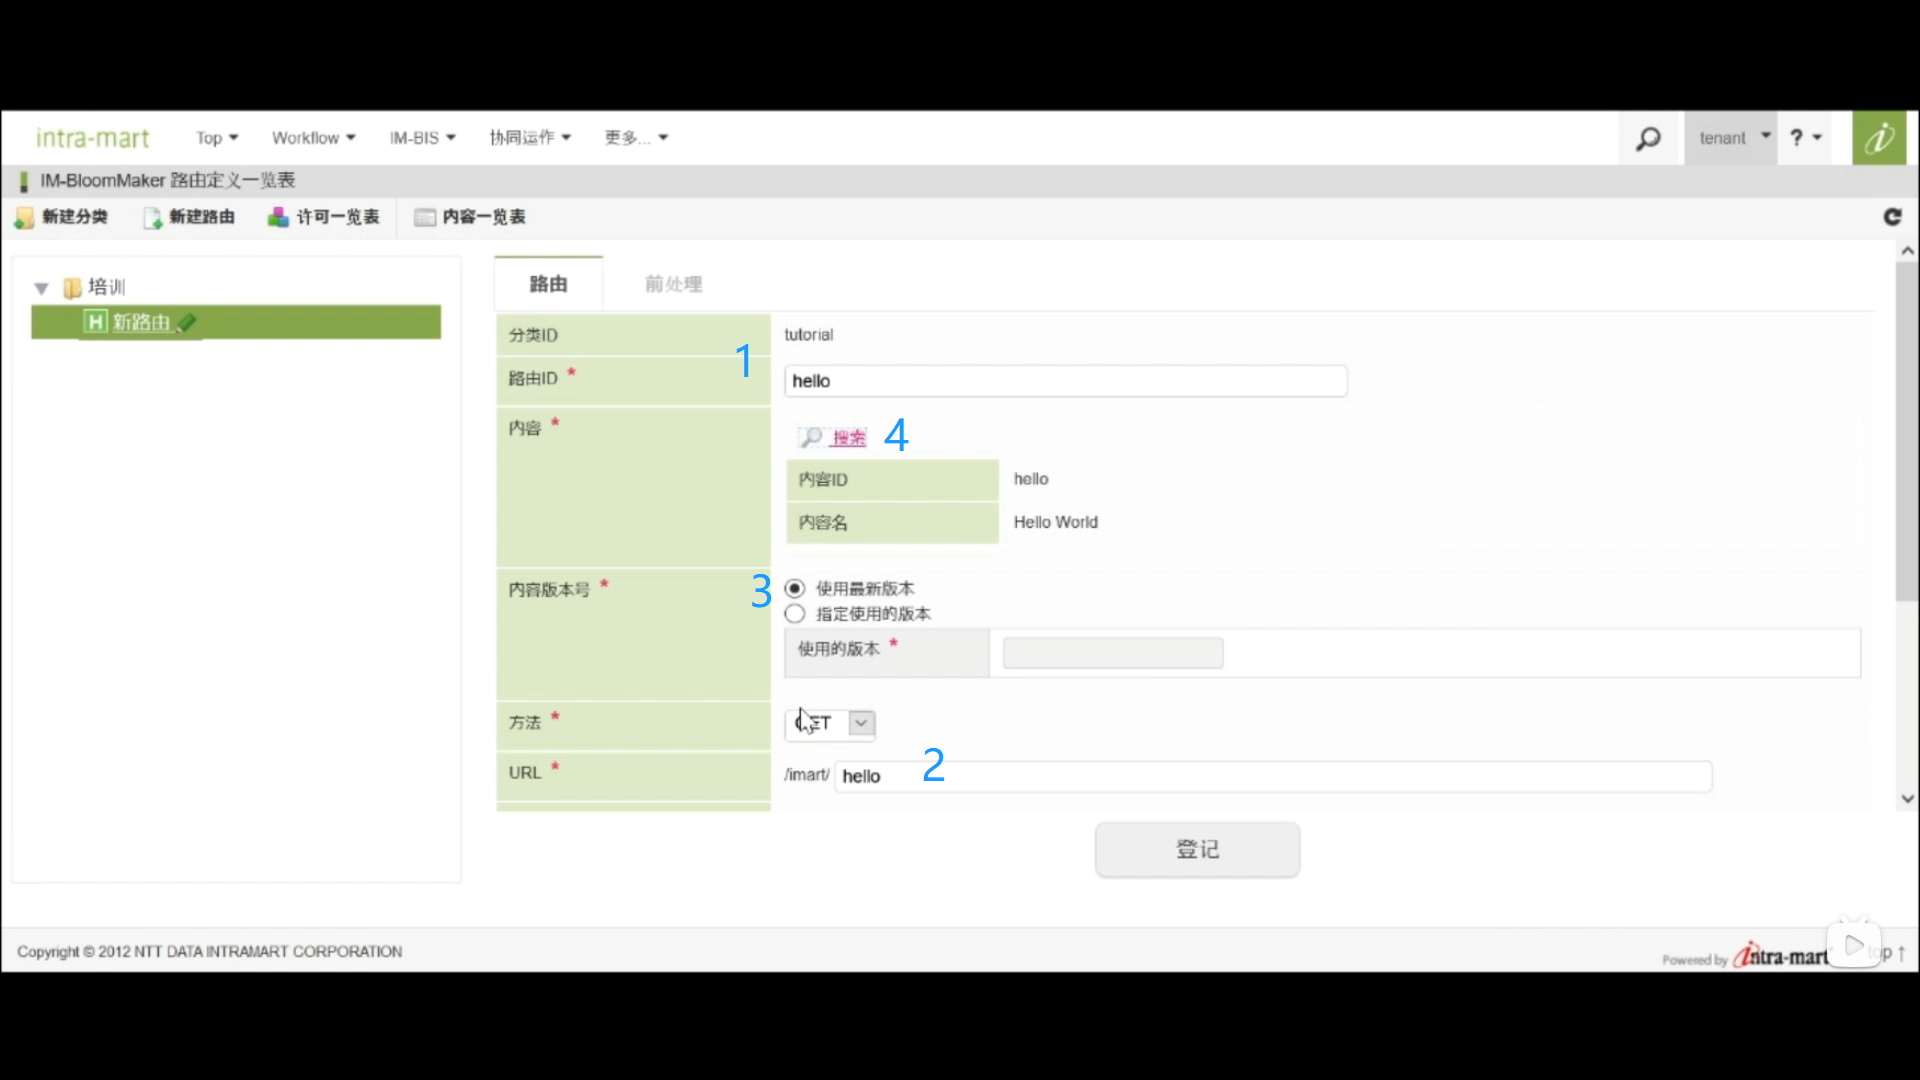 intra-mart Top Workflow IM-BIS 协同运作 更多... tenant ?
IM-BloomMaker 路由定义一览表
新建分类 新建路由 许可一览表 内容一览表
培训
H 新路由
路由 前处理
分类ID tutorial
1
路由ID * hello
内容 * 搜索 4
内容ID hello
内容名 Hello World
内容版本号 * 3 使用最新版本
指定使用的版本
使用的版本 *
方法 * GET
URL * /imart/ hello 2
登记
Copyright © 2012 NTT DATA INTRAMART CORPORATION
Powered by intra-mart top ↑